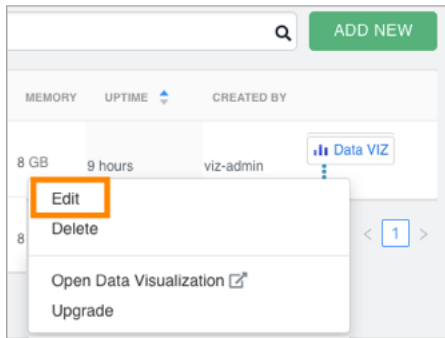 ADD NEW
MEMORY UPTIME CREATED BY
Data VIZ
8 GB 9 hours viz-admin
Edit
Delete
8
< 1 >
Open Data Visualization
Upgrade